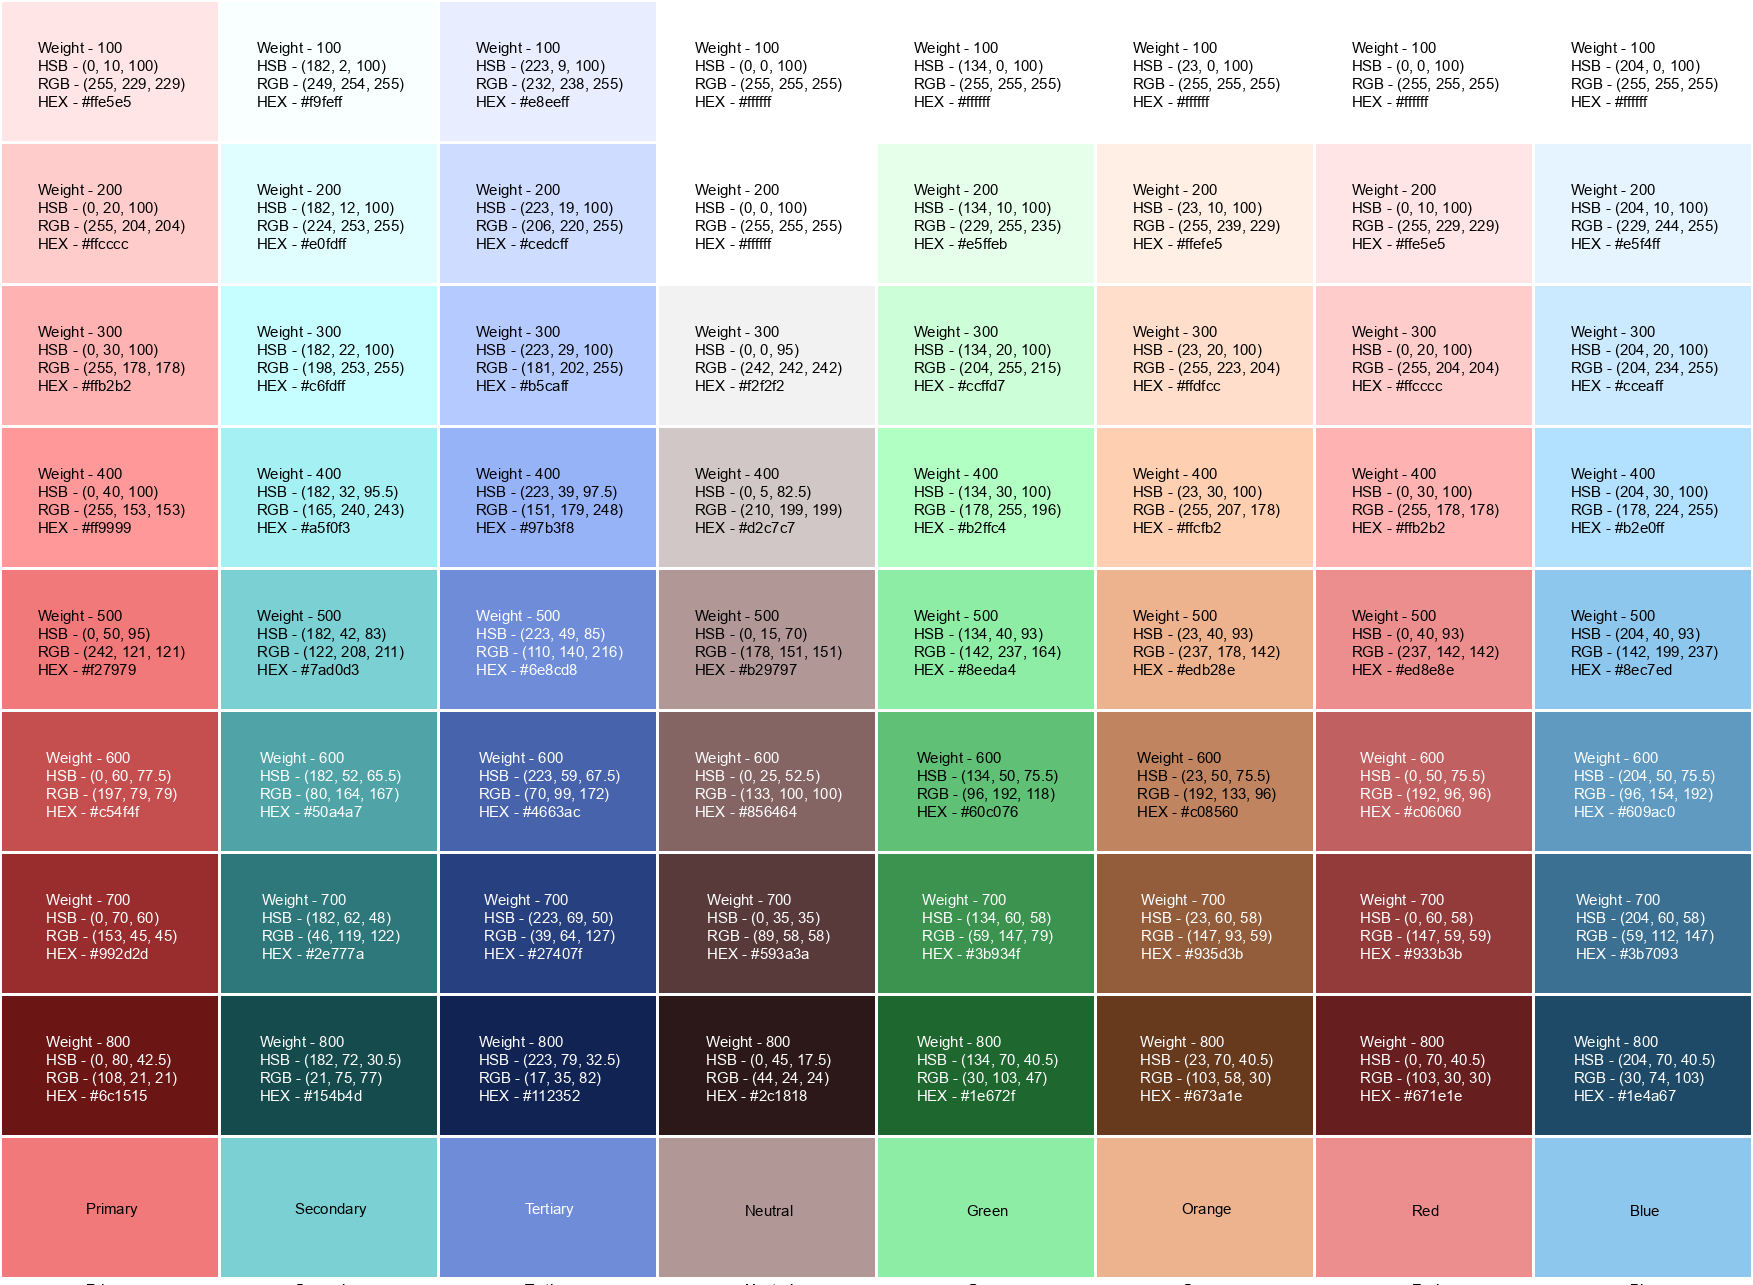 Weight - 100
HSB - (0, 10, 100)
RGB - (255, 229, 229)
HEX - #ffe5e5
Weight - 100
HSB - (182, 2, 100)
RGB - (249, 254, 255)
HEX - #f9feff
Weight - 100
HSB - (223, 9, 100)
RGB - (232, 238, 255)
HEX - #e8eeff
Weight - 100
HSB - (0, 0, 100)
RGB - (255, 255, 255)
HEX - #ffffff
Weight - 100
HSB - (134, 0, 100)
RGB - (255, 255, 255)
HEX - #ffffff
Weight - 100
HSB - (23, 0, 100)
RGB - (255, 255, 255)
HEX - #ffffff
Weight - 100
HSB - (0, 0, 100)
RGB - (255, 255, 255)
HEX - #ffffff
Weight - 100
HSB - (204, 0, 100)
RGB - (255, 255, 255)
HEX - #ffffff
Weight - 200
HSB - (0, 20, 100)
RGB - (255, 204, 204)
HEX - #ffcccc
Weight - 200
HSB - (182, 12, 100)
RGB - (224, 253, 255)
HEX - #e0fdff
Weight - 200
HSB - (223, 19, 100)
RGB - (206, 220, 255)
HEX - #cedcff
Weight - 200
HSB - (0, 0, 100)
RGB - (255, 255, 255)
HEX - #ffffff
Weight - 200
HSB - (134, 10, 100)
RGB - (229, 255, 235)
HEX - #e5ffeb
Weight - 200
HSB - (23, 10, 100)
RGB - (255, 239, 229)
HEX - #ffefe5
Weight - 200
HSB - (0, 10, 100)
RGB - (255, 229, 229)
HEX - #ffe5e5
Weight - 200
HSB - (204, 10, 100)
RGB - (229, 244, 255)
HEX - #e5f4ff
Weight - 300
HSB - (0, 30, 100)
RGB - (255, 178, 178)
HEX - #ffb2b2
Weight - 300
HSB - (182, 22, 100)
RGB - (198, 253, 255)
HEX - #c6fdff
Weight - 300
HSB - (223, 29, 100)
RGB - (181, 202, 255)
HEX - #b5caff
Weight - 300
HSB - (0, 0, 95)
RGB - (242, 242, 242)
HEX - #f2f2f2
Weight - 300
HSB - (134, 20, 100)
RGB - (204, 255, 215)
HEX - #ccffd7
Weight - 300
HSB - (23, 20, 100)
RGB - (255, 223, 204)
HEX - #ffdfcc
Weight - 300
HSB - (0, 20, 100)
RGB - (255, 204, 204)
HEX - #ffcccc
Weight - 300
HSB - (204, 20, 100)
RGB - (204, 234, 255)
HEX - #cceaff
Weight - 400
HSB - (0, 40, 100)
RGB - (255, 153, 153)
HEX - #ff9999
Weight - 400
HSB - (182, 32, 95.5)
RGB - (165, 240, 243)
HEX - #a5f0f3
Weight - 400
HSB - (223, 39, 97.5)
RGB - (151, 179, 248)
HEX - #97b3f8
Weight - 400
HSB - (0, 5, 82.5)
RGB - (210, 199, 199)
HEX - #d2c7c7
Weight - 400
HSB - (134, 30, 100)
RGB - (178, 255, 196)
HEX - #b2ffc4
Weight - 400
HSB - (23, 30, 100)
RGB - (255, 207, 178)
HEX - #ffcfb2
Weight - 400
HSB - (0, 30, 100)
RGB - (255, 178, 178)
HEX - #ffb2b2
Weight - 400
HSB - (204, 30, 100)
RGB - (178, 224, 255)
HEX - #b2e0ff
Weight - 500
HSB - (0, 50, 95)
RGB - (242, 121, 121)
HEX - #f27979
Weight - 500
HSB - (182, 42, 83)
RGB - (122, 208, 211)
HEX - #7ad0d3
Weight - 500
HSB - (223, 49, 85)
RGB - (110, 140, 216)
HEX - #6e8cd8
Weight - 500
HSB - (0, 15, 70)
RGB - (178, 151, 151)
HEX - #b29797
Weight - 500
HSB - (134, 40, 93)
RGB - (142, 237, 164)
HEX - #8eeda4
Weight - 500
HSB - (23, 40, 93)
RGB - (237, 178, 142)
HEX - #edb28e
Weight - 500
HSB - (0, 40, 93)
RGB - (237, 142, 142)
HEX - #ed8e8e
Weight - 500
HSB - (204, 40, 93)
RGB - (142, 199, 237)
HEX - #8ec7ed
Weight - 600
HSB - (0, 60, 77.5)
RGB - (197, 79, 79)
HEX - #c54f4f
Weight - 600
HSB - (182, 52, 65.5)
RGB - (80, 164, 167)
HEX - #50a4a7
Weight - 600
HSB - (223, 59, 67.5)
RGB - (70, 99, 172)
HEX - #4663ac
Weight - 600
HSB - (0, 25, 52.5)
RGB - (133, 100, 100)
HEX - #856464
Weight - 600
HSB - (134, 50, 75.5)
RGB - (96, 192, 118)
HEX - #60c076
Weight - 600
HSB - (23, 50, 75.5)
RGB - (192, 133, 96)
HEX - #c08560
Weight - 600
HSB - (0, 50, 75.5)
RGB - (192, 96, 96)
HEX - #c06060
Weight - 600
HSB - (204, 50, 75.5)
RGB - (96, 154, 192)
HEX - #609ac0
Weight - 700
HSB - (0, 70, 60)
RGB - (153, 45, 45)
HEX - #992d2d
Weight - 700
HSB - (182, 62, 48)
RGB - (46, 119, 122)
HEX - #2e777a
Weight - 700
HSB - (223, 69, 50)
RGB - (39, 64, 127)
HEX - #27407f
Weight - 700
HSB - (0, 35, 35)
RGB - (89, 58, 58)
HEX - #593a3a
Weight - 700
HSB - (134, 60, 58)
RGB - (59, 147, 79)
HEX - #3b934f
Weight - 700
HSB - (23, 60, 58)
RGB - (147, 93, 59)
HEX - #935d3b
Weight - 700
HSB - (0, 60, 58)
RGB - (147, 59, 59)
HEX - #933b3b
Weight - 700
HSB - (204, 60, 58)
RGB - (59, 112, 147)
HEX - #3b7093
Weight - 800
HSB - (0, 80, 42.5)
RGB - (108, 21, 21)
HEX - #6c1515
Weight - 800
HSB - (182, 72, 30.5)
RGB - (21, 75, 77)
HEX - #154b4d
Weight - 800
HSB - (223, 79, 32.5)
RGB - (17, 35, 82)
HEX - #112352
Weight - 800
HSB - (0, 45, 17.5)
RGB - (44, 24, 24)
HEX - #2c1818
Weight - 800
HSB - (134, 70, 40.5)
RGB - (30, 103, 47)
HEX - #1e672f
Weight - 800
HSB - (23, 70, 40.5)
RGB - (103, 58, 30)
HEX - #673a1e
Weight - 800
HSB - (0, 70, 40.5)
RGB - (103, 30, 30)
HEX - #671e1e
Weight - 800
HSB - (204, 70, 40.5)
RGB - (30, 74, 103)
HEX - #1e4a67
Primary
Secondary
Tertiary
Neutral
Green
Orange
Red
Blue